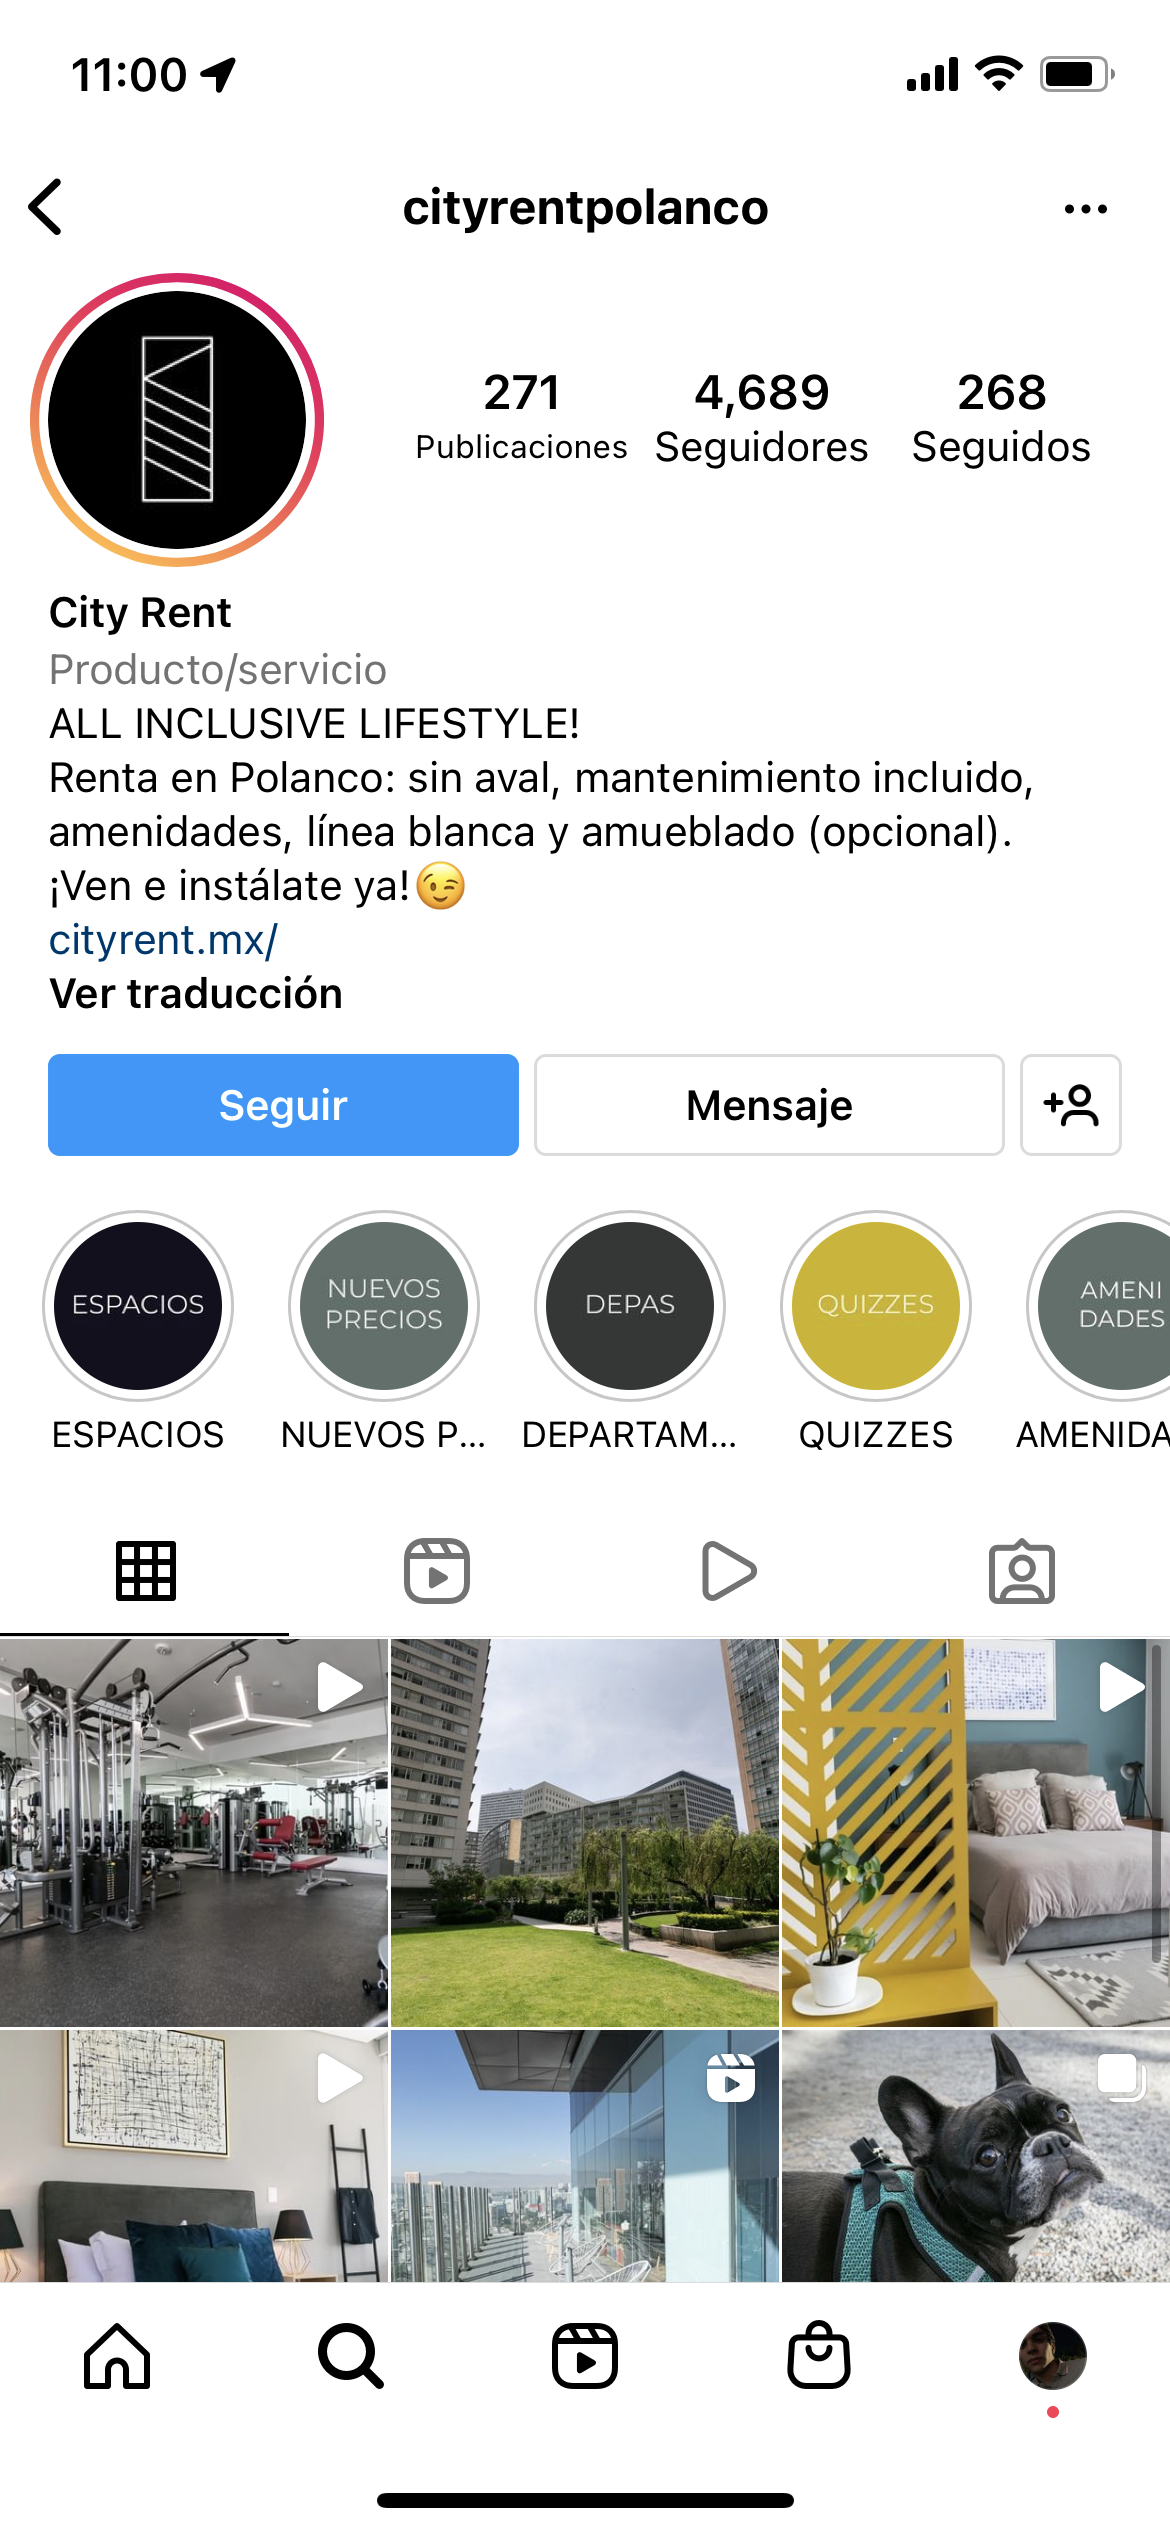 11:00
cityrentpolanco
271 4,689 268
Publicaciones Seguidores Seguidos
City Rent
Producto/servicio
ALL INCLUSIVE LIFESTYLE!
Renta en Polanco: sin aval, mantenimiento incluido,
amenidades, línea blanca y amueblado (opcional).
¡Ven e instálate ya!😉
cityrent.mx/
Ver traducción
Seguir Mensaje
ESPACIOS
NUEVOS
PRECIOS
DEPAS
QUIZZES
AMENI
DADES
ESPACIOS NUEVOS P... DEPARTAM... QUIZZES AMENIDA